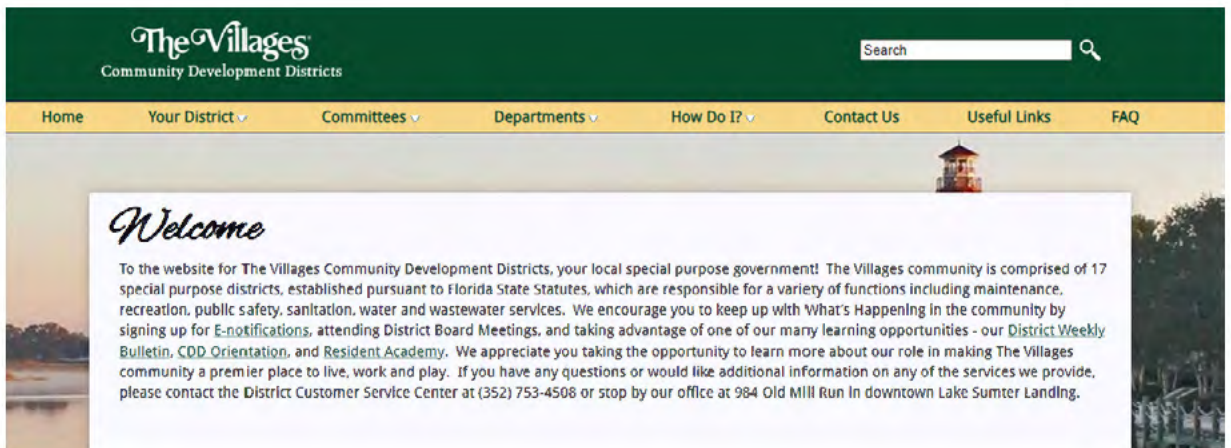 The Villages
Community Development Districts
Search
Home Your District Committees Departments How Do I? Contact Us Useful Links FAQ
Welcome
To the website for The Villages Community Development Districts, your local special purpose government! The Villages community is comprised of 17
special purpose districts, established pursuant to Florida State Statutes, which are responsible for a variety of functions including maintenance,
recreation, public safety, sanitation, water and wastewater services. We encourage you to keep up with 'What's Happening in the community by
signing up for E-notifications, attending District Board Meetings, and taking advantage of one of our many learning opportunities - our District Weekly
Bulletin, CDD Orientation, and Resident Academy. We appreciate you taking the opportunity to learn more about our role in making The Villages
community a premier place to live, work and play. If you have any questions or would like additional information on any of the services we provide,
please contact the District Customer Service Center at (352) 753-4508 or stop by our office at 984 Old Mill Run in downtown Lake Sumter Landing.